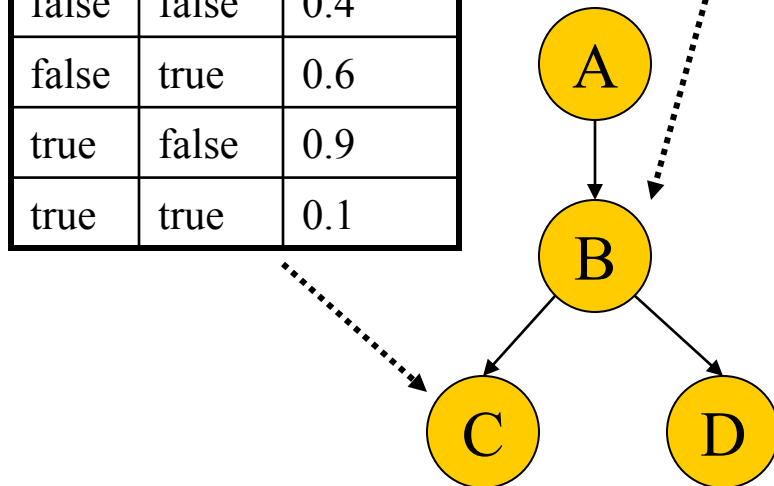 false false 0.4
false true 0.6
true false 0.9
true true 0.1
A
B
C D